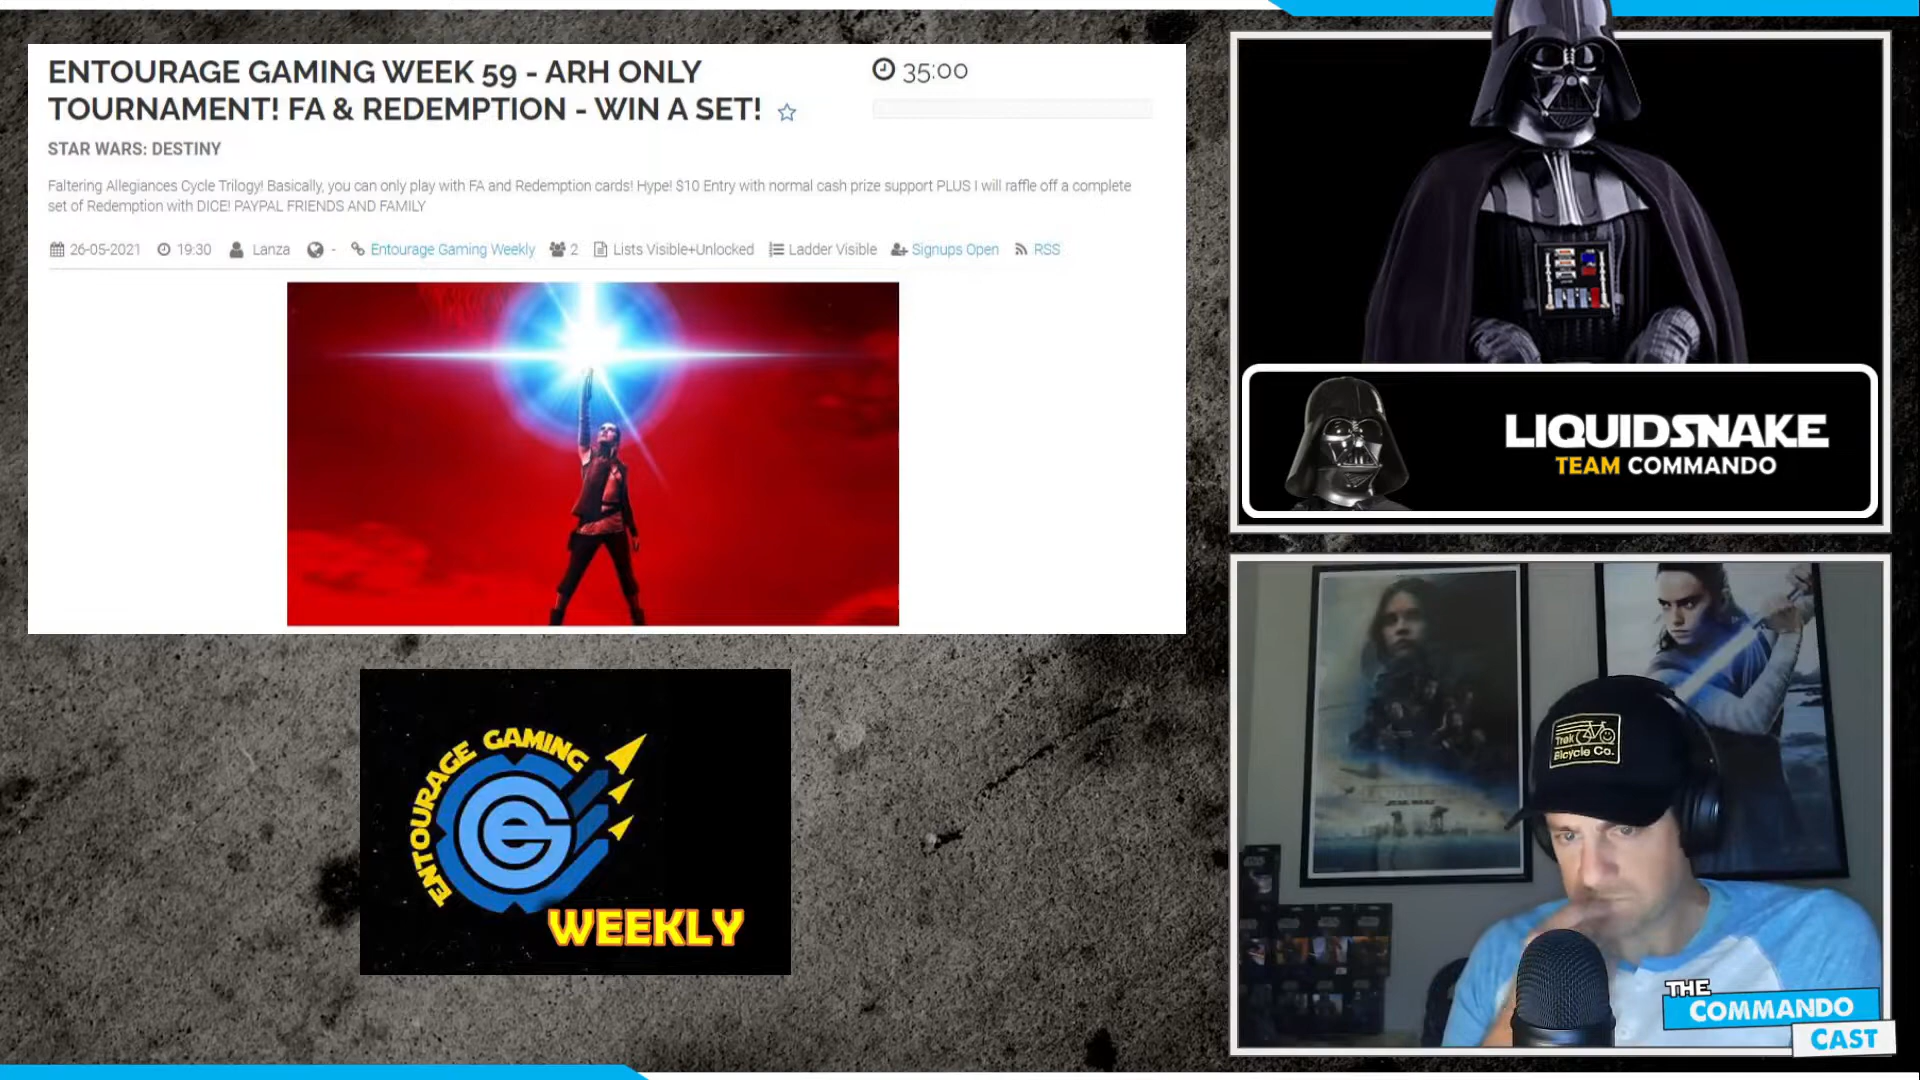 ENTOURAGE GAMING WEEK 59 - ARH ONLY
TOURNAMENT! FA & REDEMPTION - WIN A SET!
35:00
STAR WARS: DESTINY
Faltering Allegiances Cycle Trilogy! Basically, you can only play with FA and Redemption cards! Hype! $10 Entry with normal cash prize support PLUS I will raffle off a complete
set of Redemption with DICE! PAYPAL FRIENDS AND FAMILY
26-05-2021 19:30 Lanza - Entourage Gaming Weekly 2 Lists Visible+Unlocked Ladder Visible Signups Open RSS
LIQUIDSNAKE
TEAM COMMANDO
ENTOURAGE GAMING
eG
WEEKLY
STAR WARS
Trek
Bicycle Co.
THE
COMMANDO
CAST